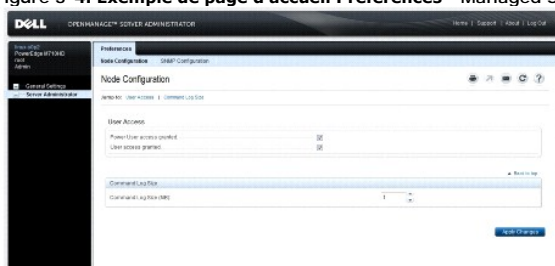 4. Exemple de page d'accueil Préférences - Managed S
DELL OPENMANAGE™ SERVER ADMINISTRATOR
Home | Support | About | Log Out
PowerEdge M710HD
root
Admin
General Settings
Server Administrator
Preferences
Node Configuration SNMP Configuration
Node Configuration
Jump to: User Access | Command Log Size
User Access
Power User access granted
User access granted
Back to top
Command Log Size
Command Log Size (MB) 1
Apply Changes